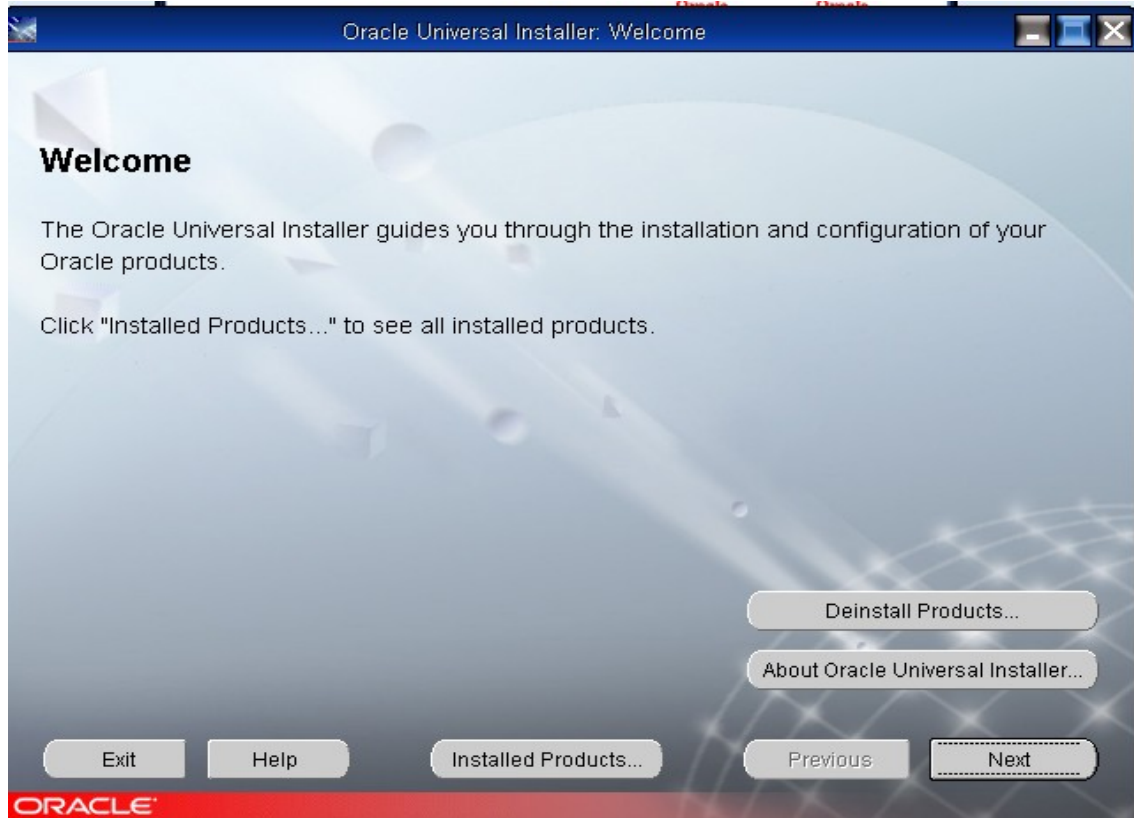 Oracle Universal Installer: Welcome
Welcome
The Oracle Universal Installer guides you through the installation and configuration of your
Oracle products.
Click "Installed Products..." to see all installed products.
Deinstall Products...
About Oracle Universal Installer...
Exit Help Installed Products... Previous Next
ORACLE